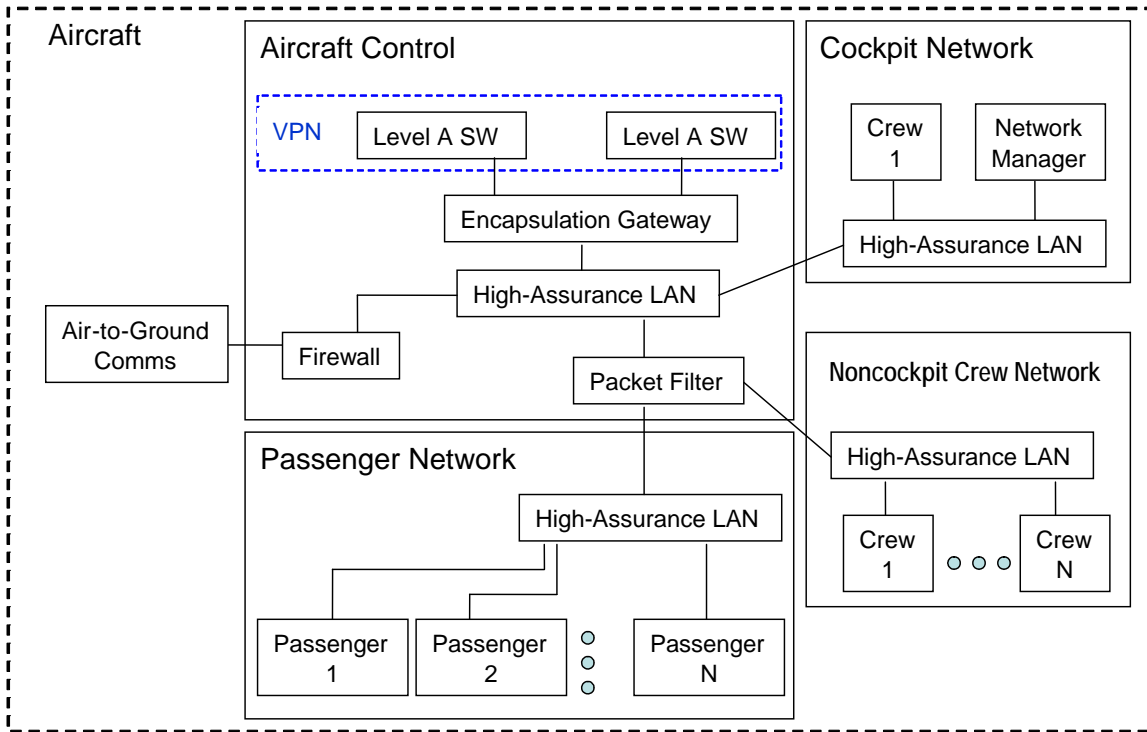 Aircraft
Aircraft Control
VPN
Level A SW
Level A SW
Encapsulation Gateway
High-Assurance LAN
Air-to-Ground
Comms
Firewall
Packet Filter
Cockpit Network
Crew
1
Network
Manager
High-Assurance LAN
Noncockpit Crew Network
High-Assurance LAN
Crew
1
Crew
N
Passenger Network
High-Assurance LAN
Passenger
1
Passenger
2
Passenger
N